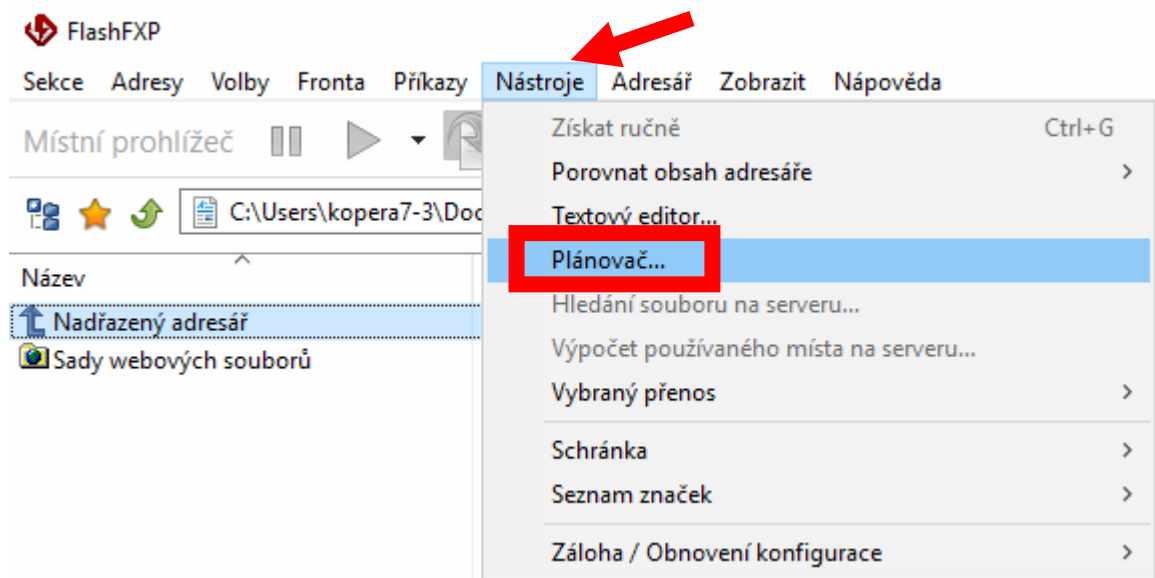 FlashFXP
Sekce Adresy Volby Fronta Příkazy Nástroje Adresář Zobrazit Nápověda
Místní prohlížeč
C:\Users\kopera7-3\Doc
Název
Nadřazený adresář
Sady webových souborů
Získat ručně Ctrl+G
Porovnat obsah adresáře
Textový editor...
Plánovač...
Hledání souboru na serveru...
Výpočet používaného místa na serveru...
Vybraný přenos
Schránka
Seznam značek
Záloha / Obnovení konfigurace